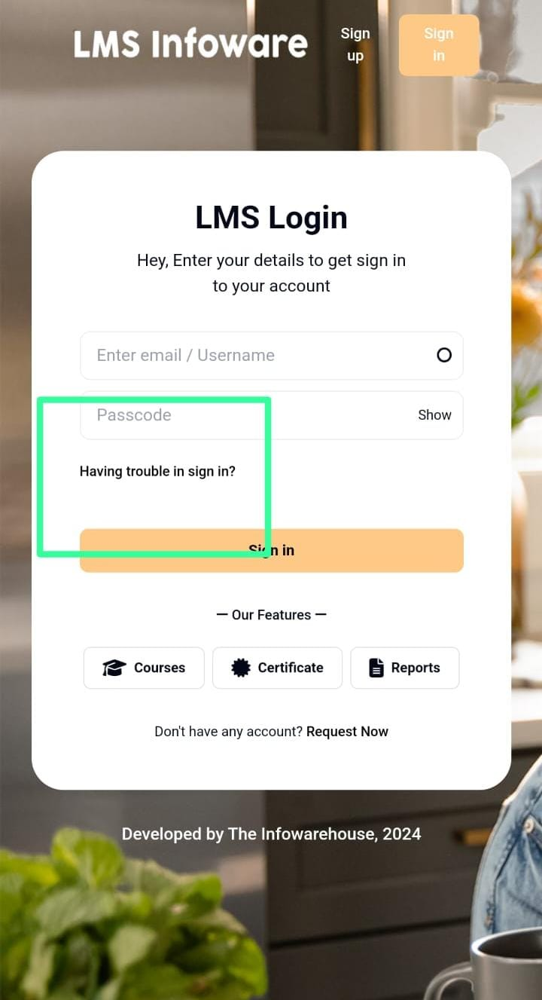 LMS Infoware
Sign
up
Sign
in
LMS Login
Hey, Enter your details to get sign in
to your account
Enter email / Username
Passcode
Show
Having trouble in sign in?
Sign in
— Our Features —
Courses
Certificate
Reports
Don't have any account? Request Now
Developed by The Infowarehouse, 2024